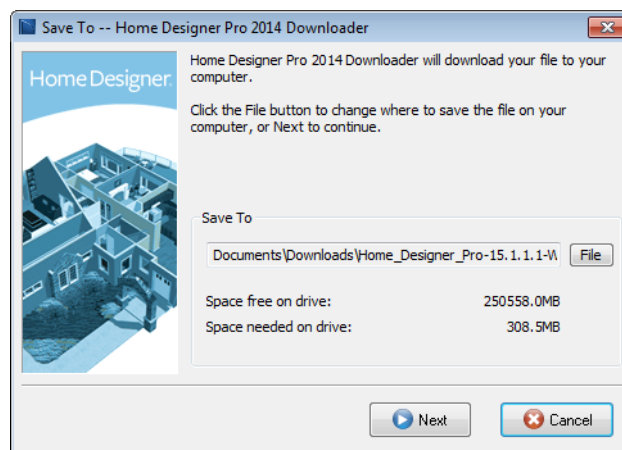 Save To -- Home Designer Pro 2014 Downloader
Home Designer.
Home Designer Pro 2014 Downloader will download your file to your
computer.
Click the File button to change where to save the file on your
computer, or Next to continue.
Save To
Documents\Downloads\Home_Designer_Pro-15.1.1.1-W
File
Space free on drive: 250558.0MB
Space needed on drive: 308.5MB
Next
Cancel